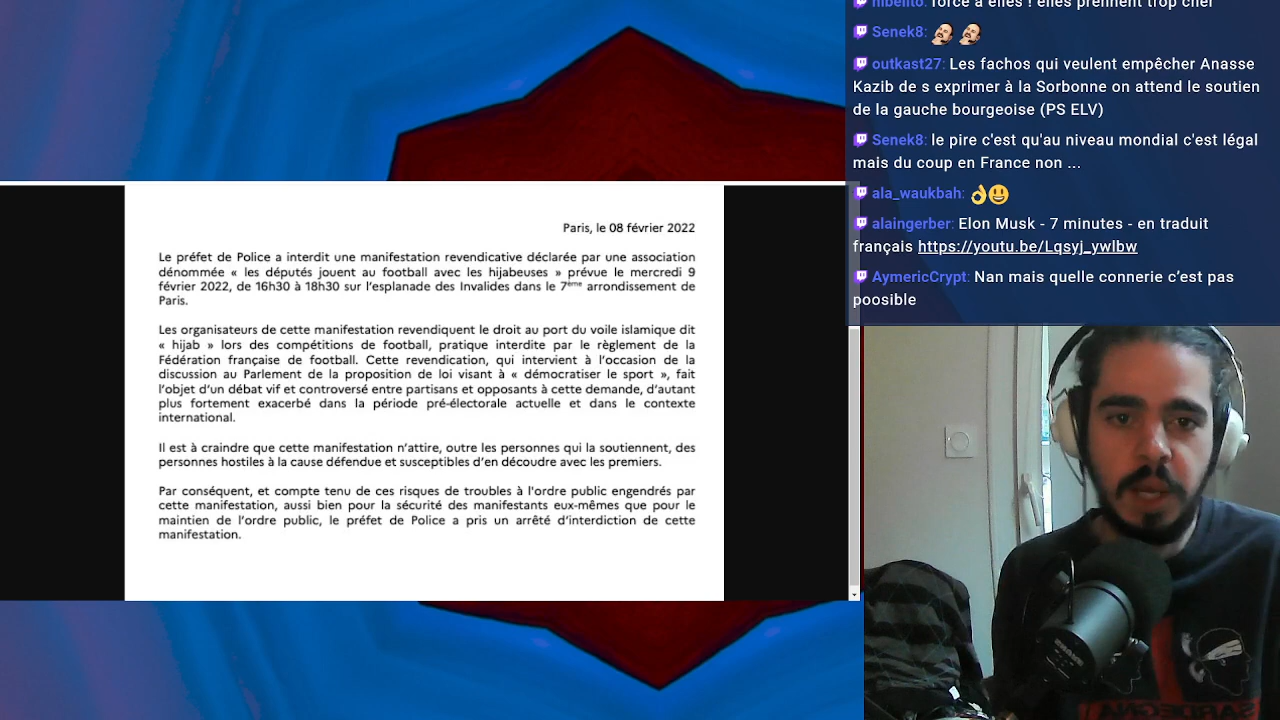 Paris, le 08 février 2022
Le préfet de Police a interdit une manifestation revendicative déclarée par une association
dénommée « les députés jouent au football avec les hijabeuses » prévue le mercredi 9
février 2022, de 16h30 à 18h30 sur l’esplanade des Invalides dans le 7ème arrondissement de
Paris.
Les organisateurs de cette manifestation revendiquent le droit au port du voile islamique dit
« hijab » lors des compétitions de football, pratique interdite par le règlement de la
Fédération française de football. Cette revendication, qui intervient à l’occasion de la
discussion au Parlement de la proposition de loi visant à « démocratiser le sport », fait
l’objet d’un débat vif et controversé entre partisans et opposants à cette demande, d’autant
plus fortement exacerbé dans la période pré-électorale actuelle et dans le contexte
international.
Il est à craindre que cette manifestation n’attire, outre les personnes qui la soutiennent, des
personnes hostiles à la cause défendue et susceptibles d’en découdre avec les premiers.
Par conséquent, et compte tenu de ces risques de troubles à l'ordre public engendrés par
cette manifestation, aussi bien pour la sécurité des manifestants eux-mêmes que pour le
maintien de l’ordre public, le préfet de Police a pris un arrêté d’interdiction de cette
manifestation.
force à elles ! elles prennent trop cher
Senek8:
outkast27: Les fachos qui veulent empêcher Anasse
Kazib de s exprimer à la Sorbonne on attend le soutien
de la gauche bourgeoise (PS ELV)
Senek8: le pire c'est qu'au niveau mondial c'est légal
mais du coup en France non ...
ala_waukbah:
alaingerber: Elon Musk - 7 minutes - en traduit
français https://youtu.be/Lqsyj_ywlbw
AymericCrypt: Nan mais quelle connerie c’est pas
poosible